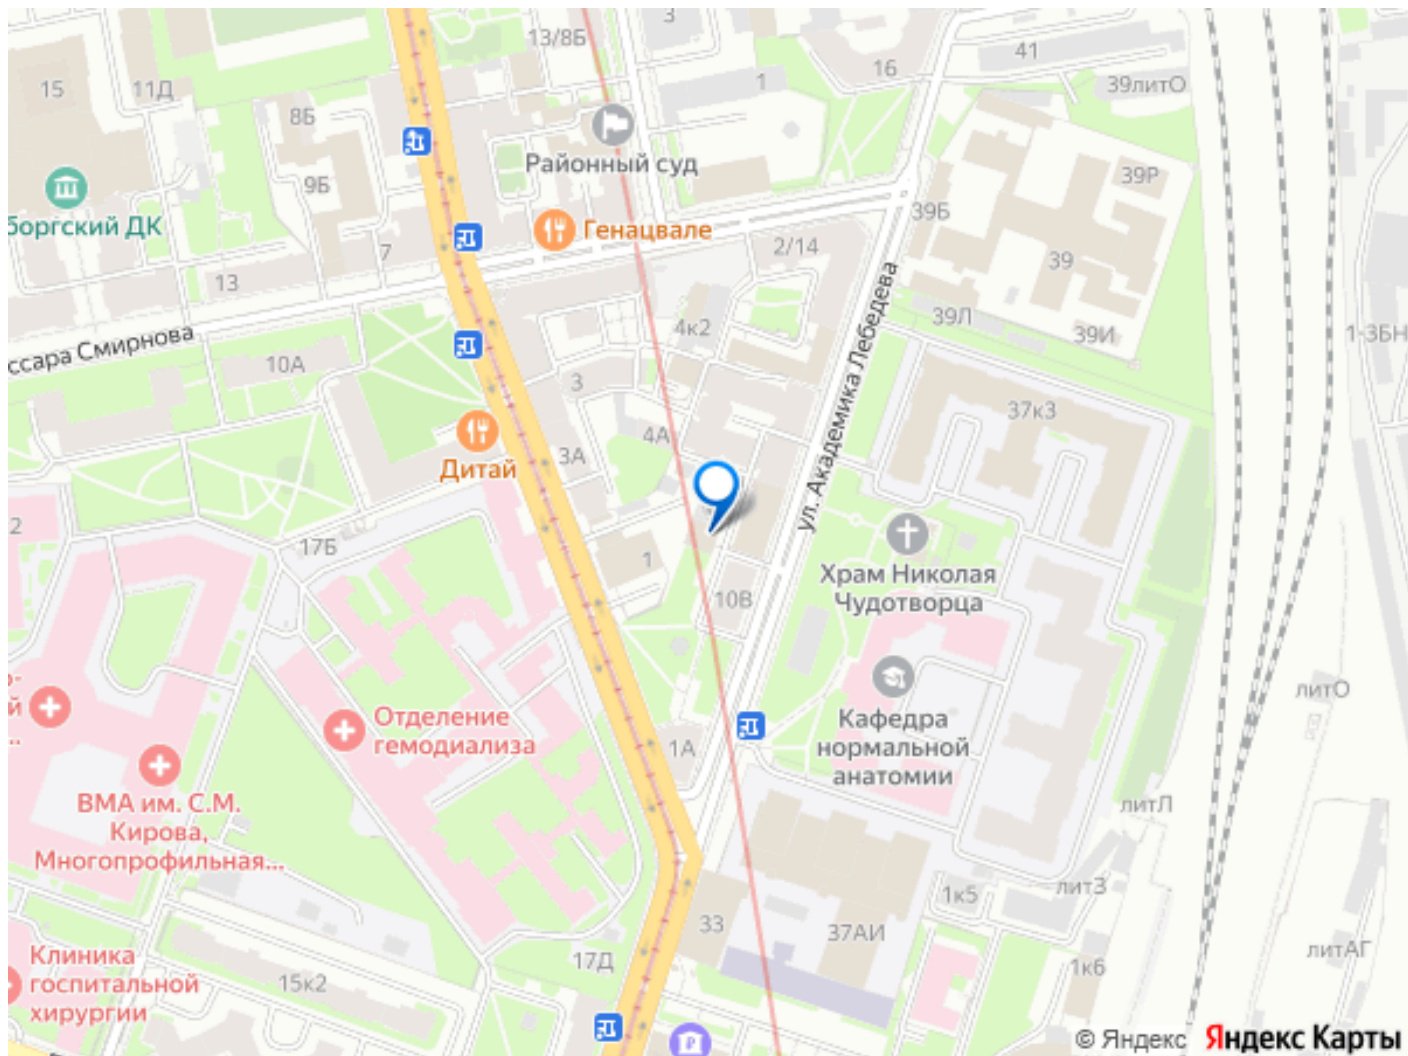 3
13/8Б
41
15
11Д
16
1
39литО
8Б
Районный суд
39Р
9Б
39Б
боргский ДК
Генацвале
2/14
7
39
13
ул. Академика Лебедева
39Л
4к2
39И
1-3БН
ссара Смирнова
10А
3
37к3
4А
Дитай
3А
2
17Б
1
Храм Николая
Чудотворца
10В
й
..
Отделение
гемодиализа
литО
Кафедра
нормальной
анатомии
1А
ВМА им. С.М.
Кирова,
Многопрофильная...
литЛ
литЗ
1к5
33
37АИ
литАГ
Клиника
госпитальной
хирургии
17Д
15к2
1к6
© Яндекс Яндекс Карты